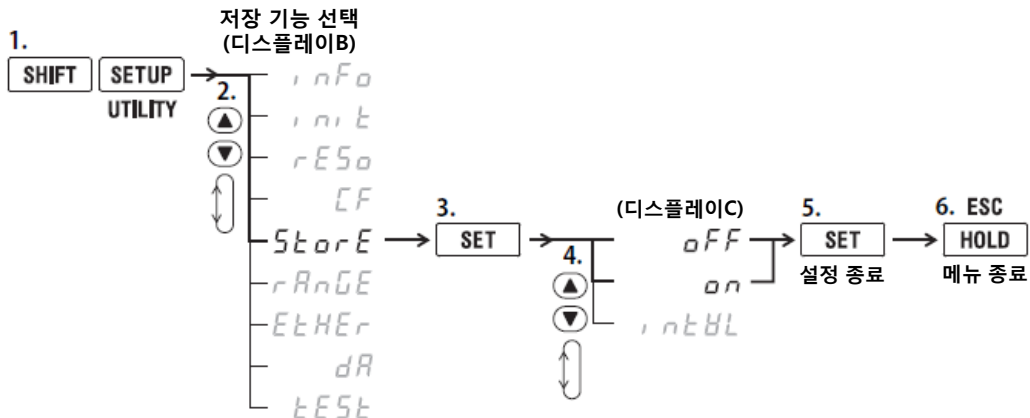 저장 기능 선택
(디스플레이B)
1.
SHIFT SETUP
UTILITY
2.
inFo
init
rESo
CF
StorE
rAnGE
EtHEr
dA
tESt
3.
SET
(디스플레이C)
4.
oFF
on
intVL
5.
SET
설정 종료
6. ESC
HOLD
메뉴 종료